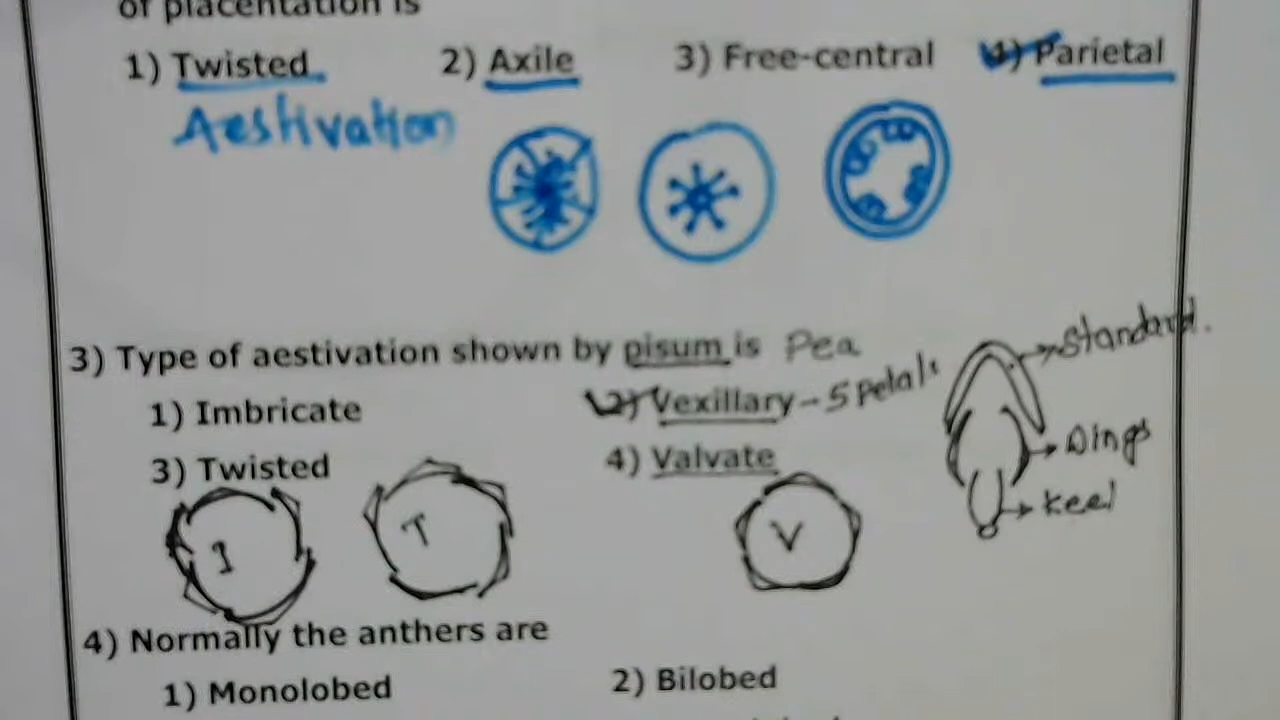 of placentation is
1) Twisted 2) Axile 3) Free-central 4) Parietal
Aestivation
3) Type of aestivation shown by pisum is Pea
Standard.
1) Imbricate 2) Vexillary - 5 Petals
Wings
3) Twisted 4) Valvate
Keel
I T V
4) Normally the anthers are
1) Monolobed 2) Bilobed